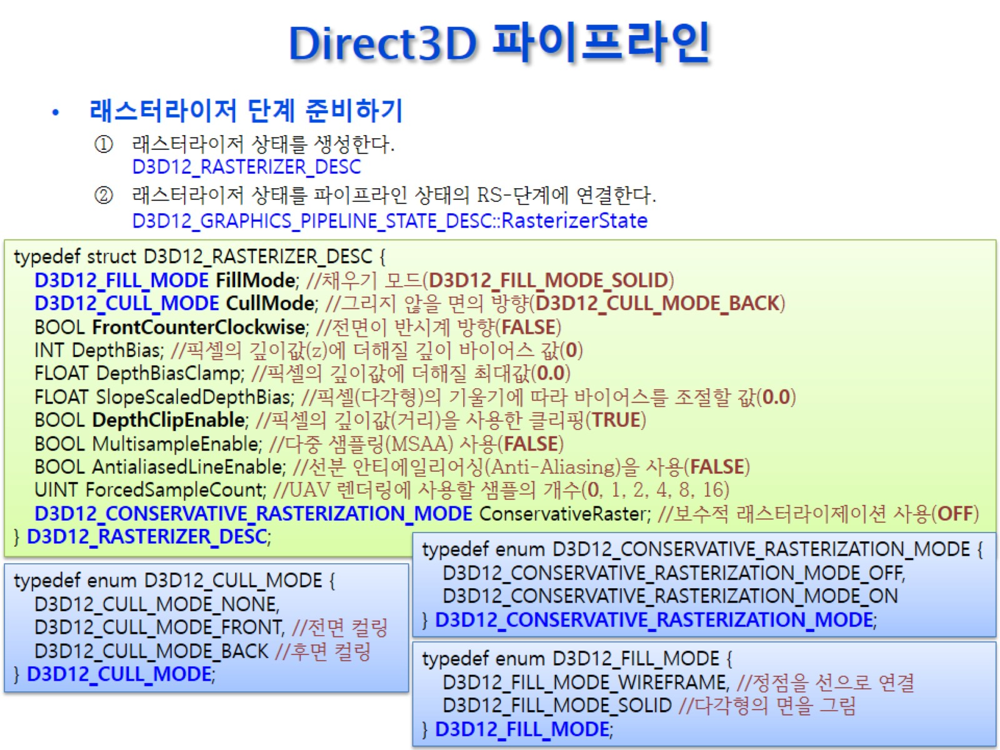 Direct3D 파이프라인
• 래스터라이저 단계 준비하기
① 래스터라이저 상태를 생성한다.
D3D12_RASTERIZER_DESC
② 래스터라이저 상태를 파이프라인 상태의 RS-단계에 연결한다.
D3D12_GRAPHICS_PIPELINE_STATE_DESC::RasterizerState
typedef struct D3D12_RASTERIZER_DESC {
D3D12_FILL_MODE FillMode; //채우기 모드(D3D12_FILL_MODE_SOLID)
D3D12_CULL_MODE CullMode; //그리지 않을 면의 방향(D3D12_CULL_MODE_BACK)
BOOL FrontCounterClockwise; //전면이 반시계 방향(FALSE)
INT DepthBias; //픽셀의 깊이값(z)에 더해질 깊이 바이어스 값(0)
FLOAT DepthBiasClamp; //픽셀의 깊이값에 더해질 최대값(0.0)
FLOAT SlopeScaledDepthBias; //픽셀(다각형)의 기울기에 따라 바이어스를 조절할 값(0.0)
BOOL DepthClipEnable; //픽셀의 깊이값(거리)을 사용한 클리핑(TRUE)
BOOL MultisampleEnable; //다중 샘플링(MSAA) 사용(FALSE)
BOOL AntialiasedLineEnable; //선분 안티에일리어싱(Anti-Aliasing)을 사용(FALSE)
UINT ForcedSampleCount; //UAV 렌더링에 사용할 샘플의 개수(0, 1, 2, 4, 8, 16)
D3D12_CONSERVATIVE_RASTERIZATION_MODE ConservativeRaster; //보수적 래스터라이제이션 사용(OFF)
} D3D12_RASTERIZER_DESC;
typedef enum D3D12_CULL_MODE {
D3D12_CULL_MODE_NONE,
D3D12_CULL_MODE_FRONT, //전면 컬링
D3D12_CULL_MODE_BACK //후면 컬링
} D3D12_CULL_MODE;
typedef enum D3D12_CONSERVATIVE_RASTERIZATION_MODE {
D3D12_CONSERVATIVE_RASTERIZATION_MODE_OFF,
D3D12_CONSERVATIVE_RASTERIZATION_MODE_ON
} D3D12_CONSERVATIVE_RASTERIZATION_MODE;
typedef enum D3D12_FILL_MODE {
D3D12_FILL_MODE_WIREFRAME, //정점을 선으로 연결
D3D12_FILL_MODE_SOLID //다각형의 면을 그림
} D3D12_FILL_MODE;